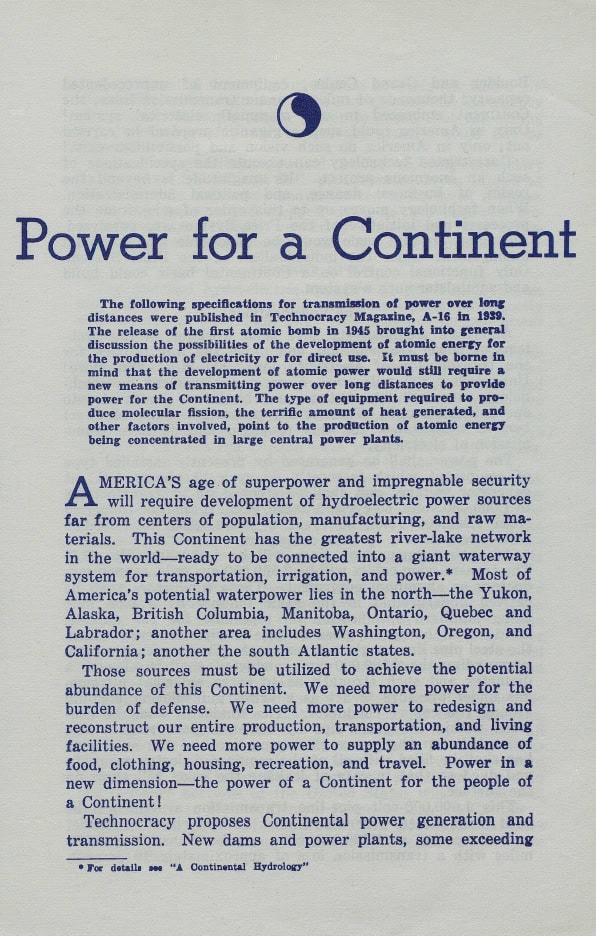 Power for a Continent
The following specifications for transmission of power over long
distances were published in Technocracy Magazine, A-16 in 1939.
The release of the first atomic bomb in 1945 brought into general
discussion the possibilities of the development of atomic energy for
the production of electricity or for direct use. It must be borne in
mind that the development of atomic power would still require a
new means of transmitting power over long distances to provide
power for the Continent. The type of equipment required to pro-
duce molecular fission, the terrific amount of heat generated, and
other factors involved, point to the production of atomic energy
being concentrated in large central power plants.
AMERICA'S age of superpower and impregnable security
will require development of hydroelectric power sources
far from centers of population, manufacturing, and raw ma-
terials. This Continent has the greatest river-lake network
in the world—ready to be connected into a giant waterway
system for transportation, irrigation, and power.* Most of
America's potential waterpower lies in the north—the Yukon,
Alaska, British Columbia, Manitoba, Ontario, Quebec and
Labrador; another area includes Washington, Oregon, and
California; another the south Atlantic states.
Those sources must be utilized to achieve the potential
abundance of this Continent. We need more power for the
burden of defense. We need more power to redesign and
reconstruct our entire production, transportation, and living
facilities. We need more power to supply an abundance of
food, clothing, housing, recreation, and travel. Power in a
new dimension—the power of a Continent for the people of
a Continent!
Technocracy proposes Continental power generation and
transmission. New dams and power plants, some exceeding
* For details see "A Continental Hydrology"